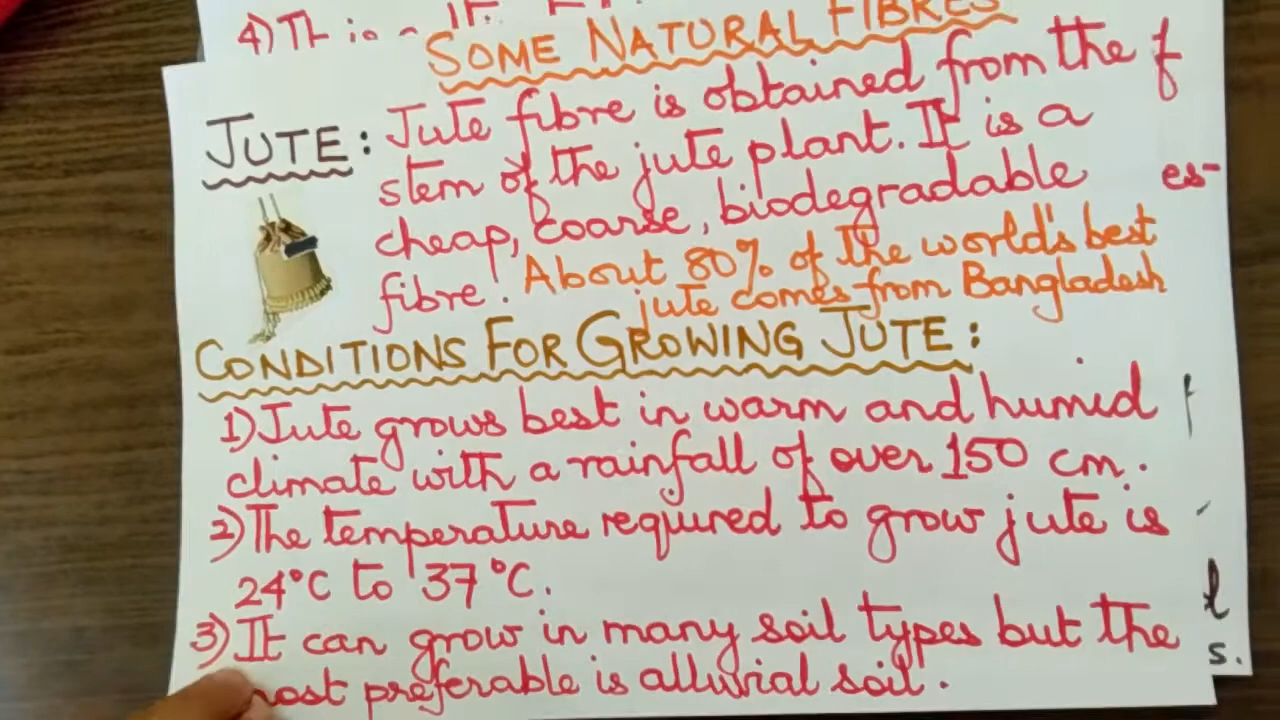 4) It is a
SOME NATURAL FIBRES
JUTE: Jute fibre is obtained from the
stem of the jute plant. It is a
cheap, coarse, biodegradable
fibre! About 80% of the world's best
jute comes from Bangladesh
es-
CONDITIONS FOR GROWING JUTE:
1) Jute grows best in warm and humid
climate with a rainfall of over 150 cm.
2) The temperature required to grow jute is
24°C to 37°C.
3) It can grow in many soil types but the
most preferable is alluvial soil.
s.